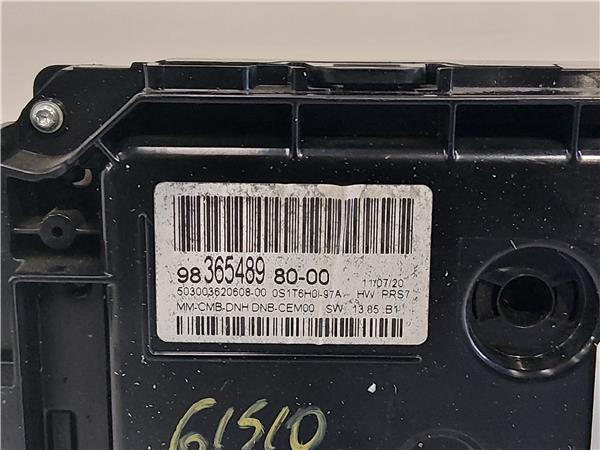 98 365489 80-00 11/07/20
503003620608-00 0S1T6H0I-97A HW PRS7
MM-CMB-DNH DNB-CEM00 SW 13.85 .B1
61510